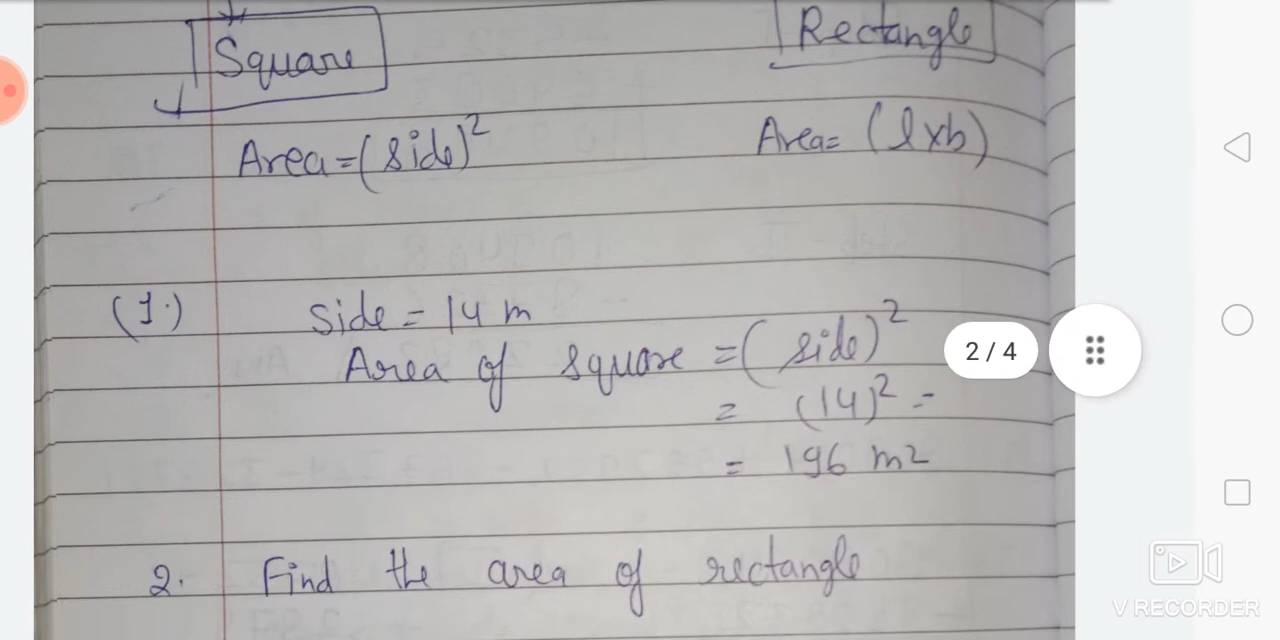 Square
Rectangle
Area=(side)²
Area= (l×b)
(1.) side = 14 m
Area of square =(side)²
= (14)² =
= 196 m2
2. Find the area of rectangle
2 / 4
V RECORDER